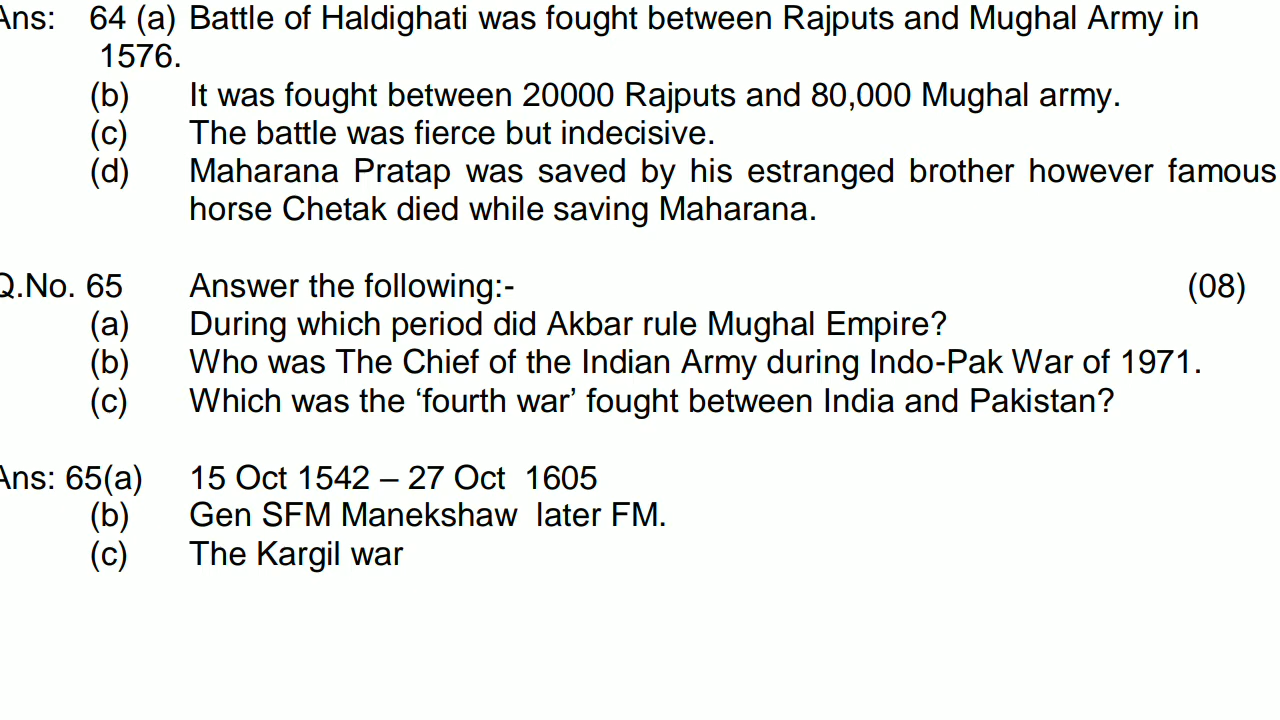 Ans: 64 (a) Battle of Haldighati was fought between Rajputs and Mughal Army in
1576.
(b) It was fought between 20000 Rajputs and 80,000 Mughal army.
(c) The battle was fierce but indecisive.
(d) Maharana Pratap was saved by his estranged brother however famous
horse Chetak died while saving Maharana.
Q.No. 65 Answer the following:- (08)
(a) During which period did Akbar rule Mughal Empire?
(b) Who was The Chief of the Indian Army during Indo-Pak War of 1971.
(c) Which was the ‘fourth war’ fought between India and Pakistan?
Ans: 65(a) 15 Oct 1542 – 27 Oct 1605
(b) Gen SFM Manekshaw later FM.
(c) The Kargil war